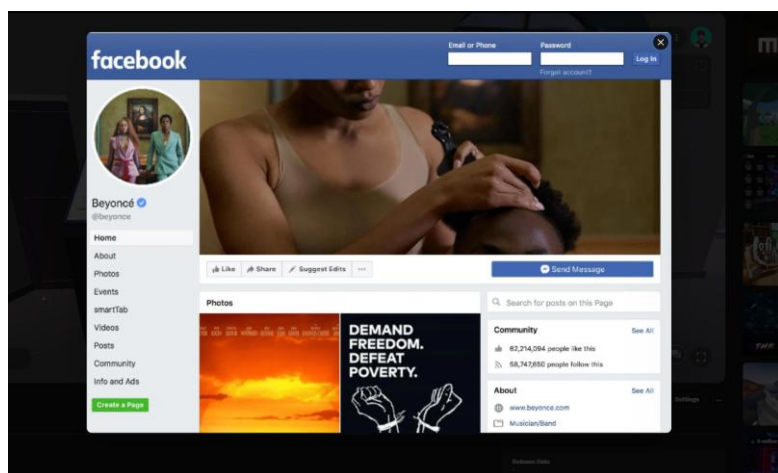 facebook
Email or Phone
Password
Log In
Forgot account?
Beyoncé
@beyonce
Home
About
Photos
Events
smartTab
Videos
Posts
Community
Info and Ads
Create a Page
Like
Share
Suggest Edits
Send Message
Photos
DEMAND
FREEDOM.
DEFEAT
POVERTY.
Search for posts on this Page
Community
See All
62,214,094 people like this
58,747,650 people follow this
About
See All
www.beyonce.com
Musician/Band
Settings
Release Date